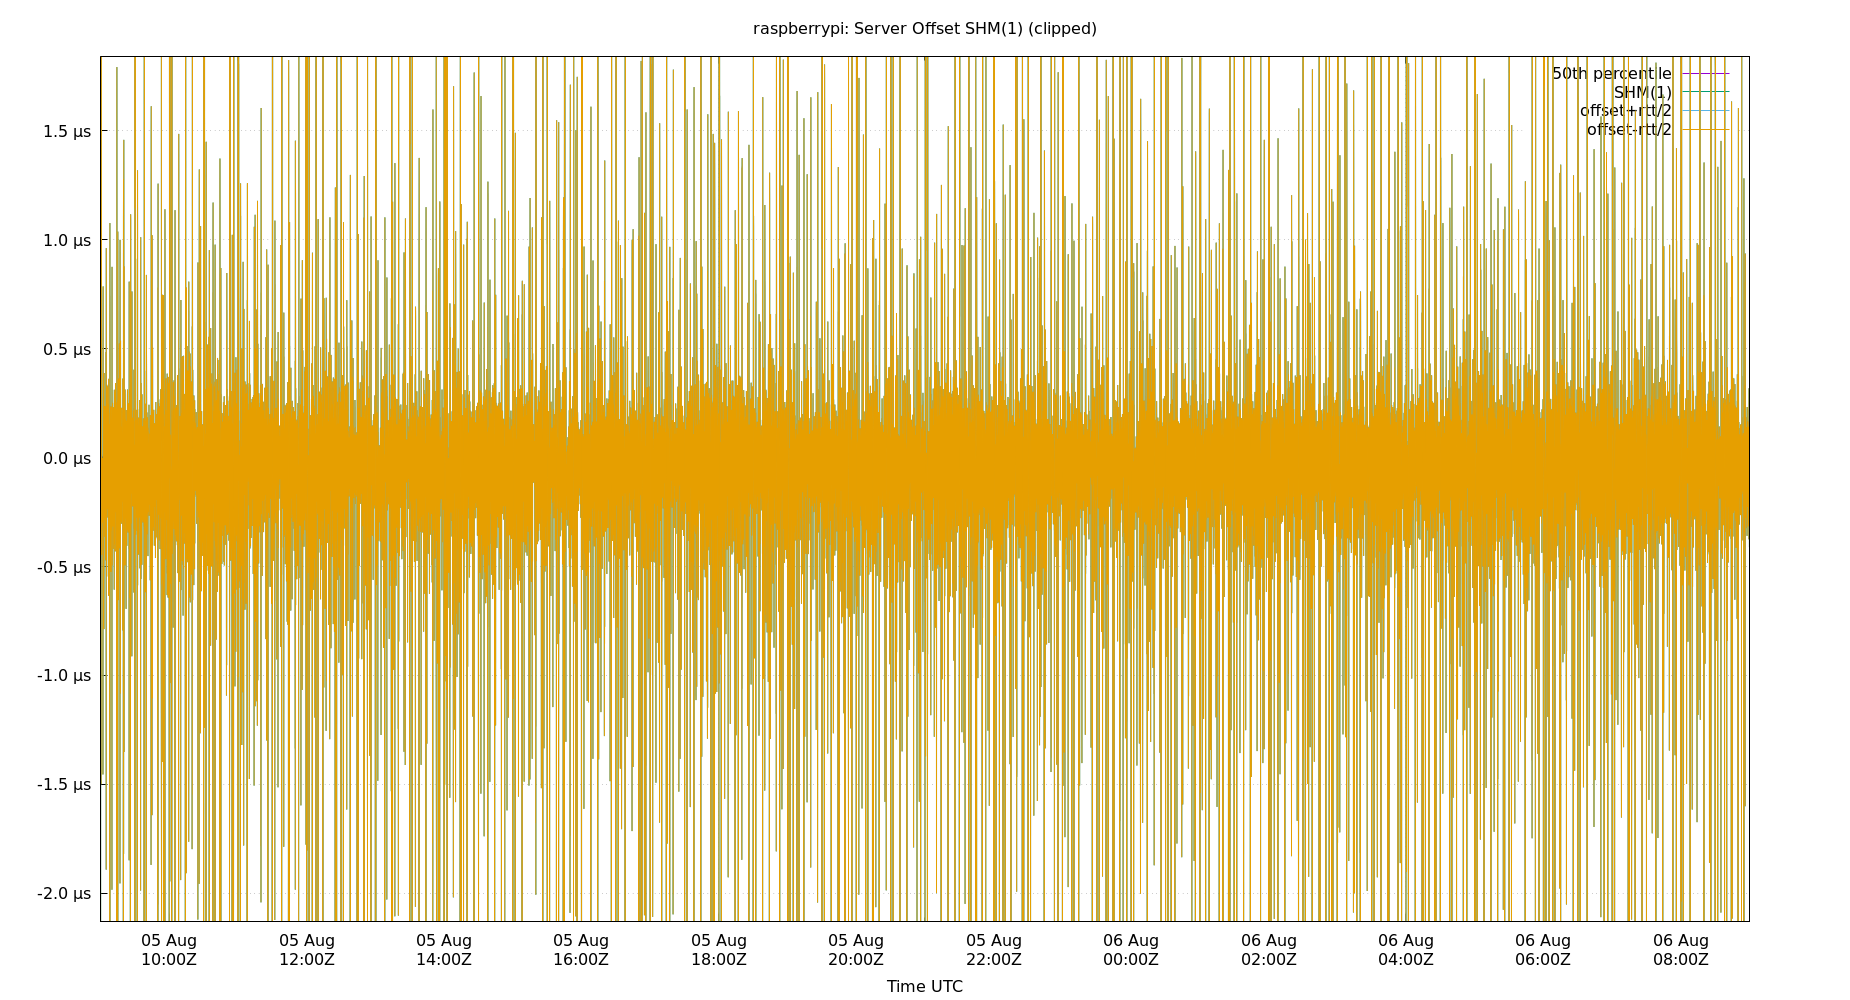 raspberrypi: Server Offset SHM(1) (clipped)
50th percentile
SHM(1)
offset+rtt/2
offset-rtt/2
1.5 µs
1.0 µs
0.5 µs
0.0 µs
-0.5 µs
-1.0 µs
-1.5 µs
-2.0 µs
05 Aug 05 Aug 05 Aug 05 Aug 05 Aug 05 Aug 05 Aug 06 Aug 06 Aug 06 Aug 06 Aug 06 Aug
10:00Z 12:00Z 14:00Z 16:00Z 18:00Z 20:00Z 22:00Z 00:00Z 02:00Z 04:00Z 06:00Z 08:00Z
Time UTC